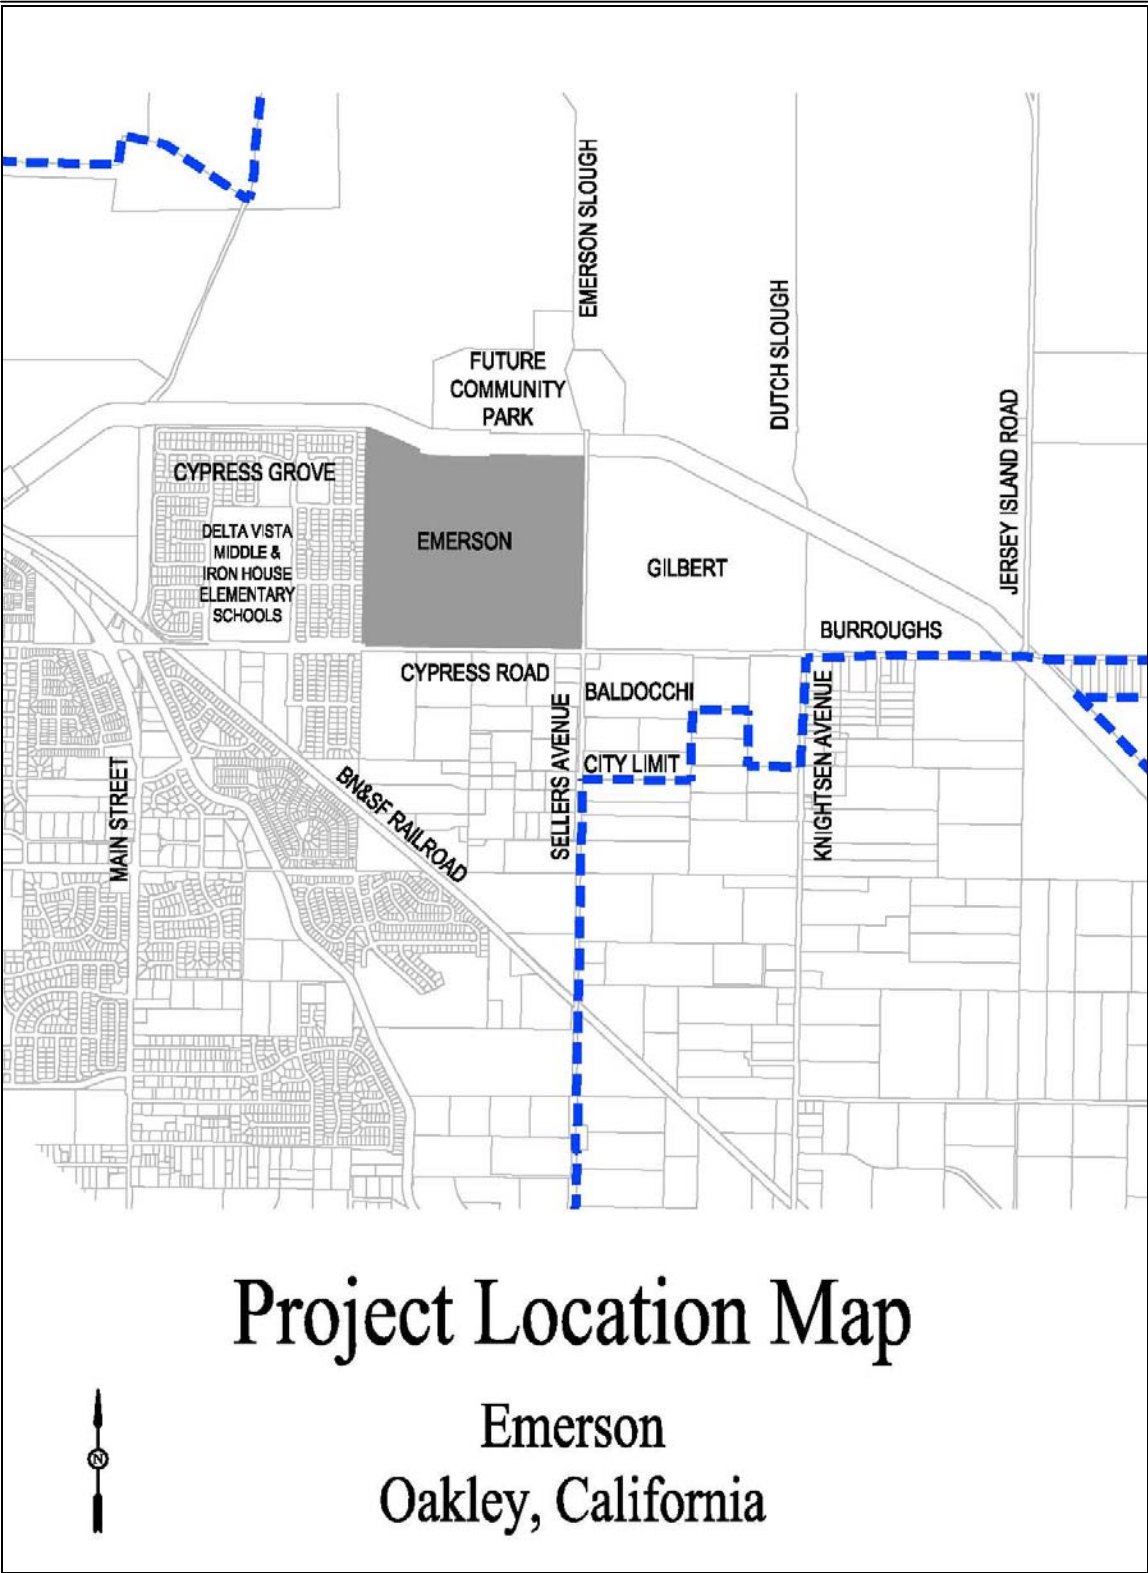 EMERSON SLOUGH
DUTCH SLOUGH
JERSEY ISLAND ROAD
FUTURE
COMMUNITY
PARK
CYPRESS GROVE
DELTA VISTA
MIDDLE &
IRON HOUSE
ELEMENTARY
SCHOOLS
EMERSON
GILBERT
BURROUGHS
CYPRESS ROAD
BALDOCCHI
SELLERS AVENUE
CITY LIMIT
KNIGHTSEN AVENUE
MAIN STREET
BN&SF RAILROAD
Project Location Map
Emerson
Oakley, California
N